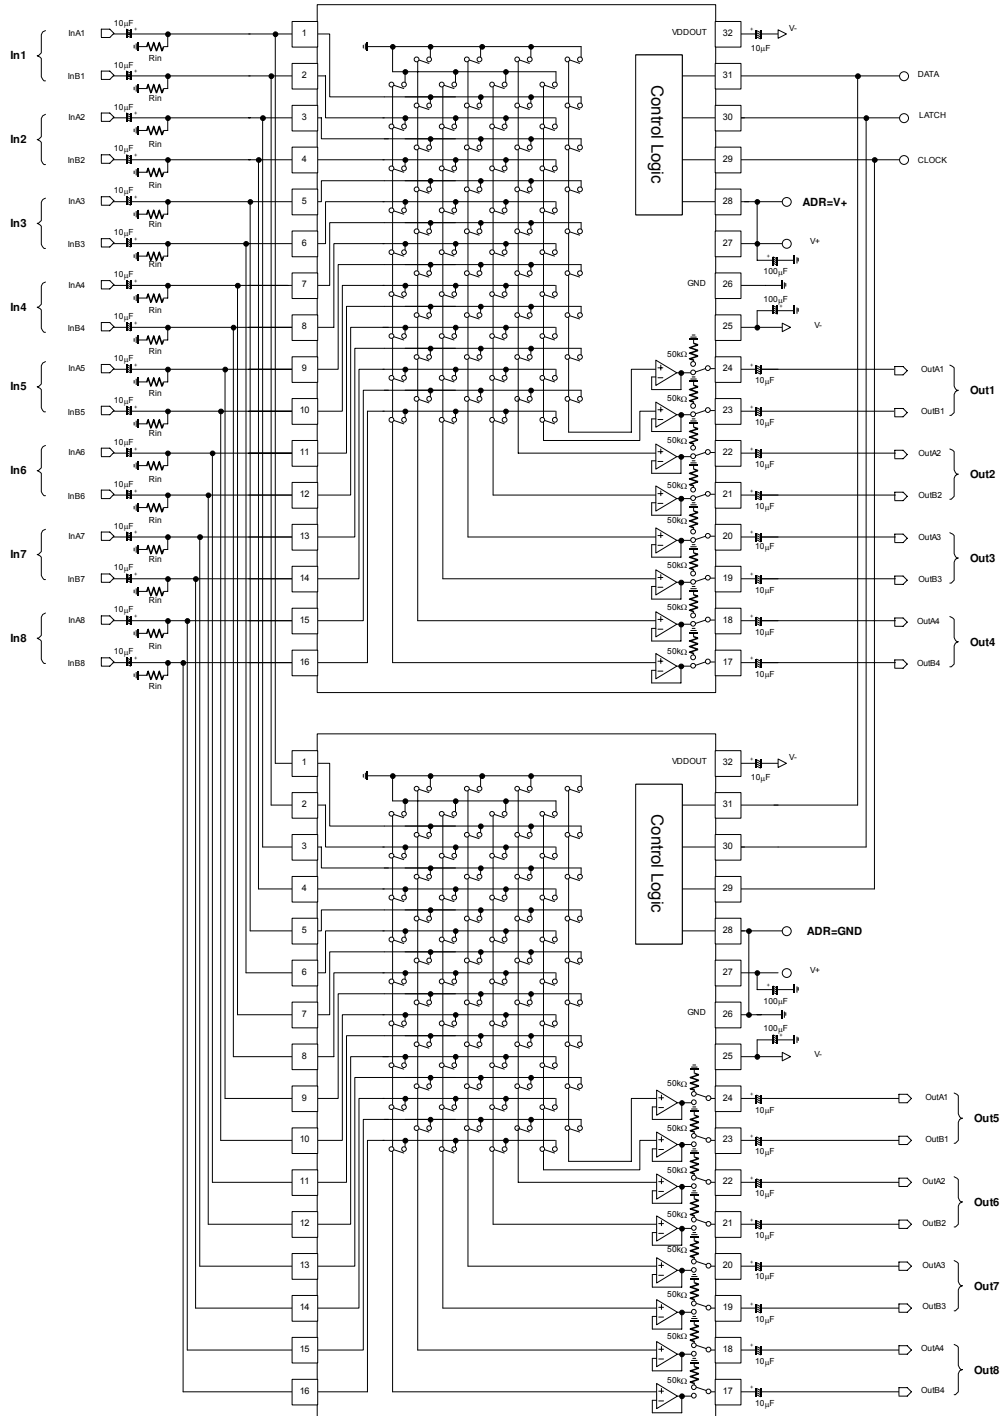 In1
InA1
10µF
+
Rin
InB1
10µF
+
Rin
In2
InA2
10µF
+
Rin
InB2
10µF
+
Rin
In3
InA3
10µF
+
Rin
InB3
10µF
+
Rin
In4
InA4
10µF
+
Rin
InB4
10µF
+
Rin
In5
InA5
10µF
+
Rin
InB5
10µF
+
Rin
In6
InA6
10µF
+
Rin
InB6
10µF
+
Rin
In7
InA7
10µF
+
Rin
InB7
10µF
+
Rin
In8
InA8
10µF
+
Rin
InB8
10µF
+
Rin
1
2
3
4
5
6
7
8
9
10
11
12
13
14
15
16
Control Logic
VDDOUT
32
+
10µF
V-
31
DATA
30
LATCH
29
CLOCK
28
ADR=V+
27
V+
+
100µF
GND
26
100µF
+
25
V-
50kΩ
+
−
24
+
10µF
OutA1
50kΩ
+
−
23
+
10µF
OutB1
Out1
50kΩ
+
−
22
+
10µF
OutA2
50kΩ
+
−
21
+
10µF
OutB2
Out2
50kΩ
+
−
20
+
10µF
OutA3
50kΩ
+
−
19
+
10µF
OutB3
Out3
50kΩ
+
−
18
+
10µF
OutA4
50kΩ
+
−
17
+
10µF
OutB4
Out4
1
2
3
4
5
6
7
8
9
10
11
12
13
14
15
16
Control Logic
VDDOUT
32
+
10µF
V-
31
30
29
28
ADR=GND
27
V+
+
100µF
GND
26
100µF
+
25
V-
50kΩ
+
−
24
+
10µF
OutA1
50kΩ
+
−
23
+
10µF
OutB1
Out5
50kΩ
+
−
22
+
10µF
OutA2
50kΩ
+
−
21
+
10µF
OutB2
Out6
50kΩ
+
−
20
+
10µF
OutA3
50kΩ
+
−
19
+
10µF
OutB3
Out7
50kΩ
+
−
18
+
10µF
OutA4
50kΩ
+
−
17
+
10µF
OutB4
Out8